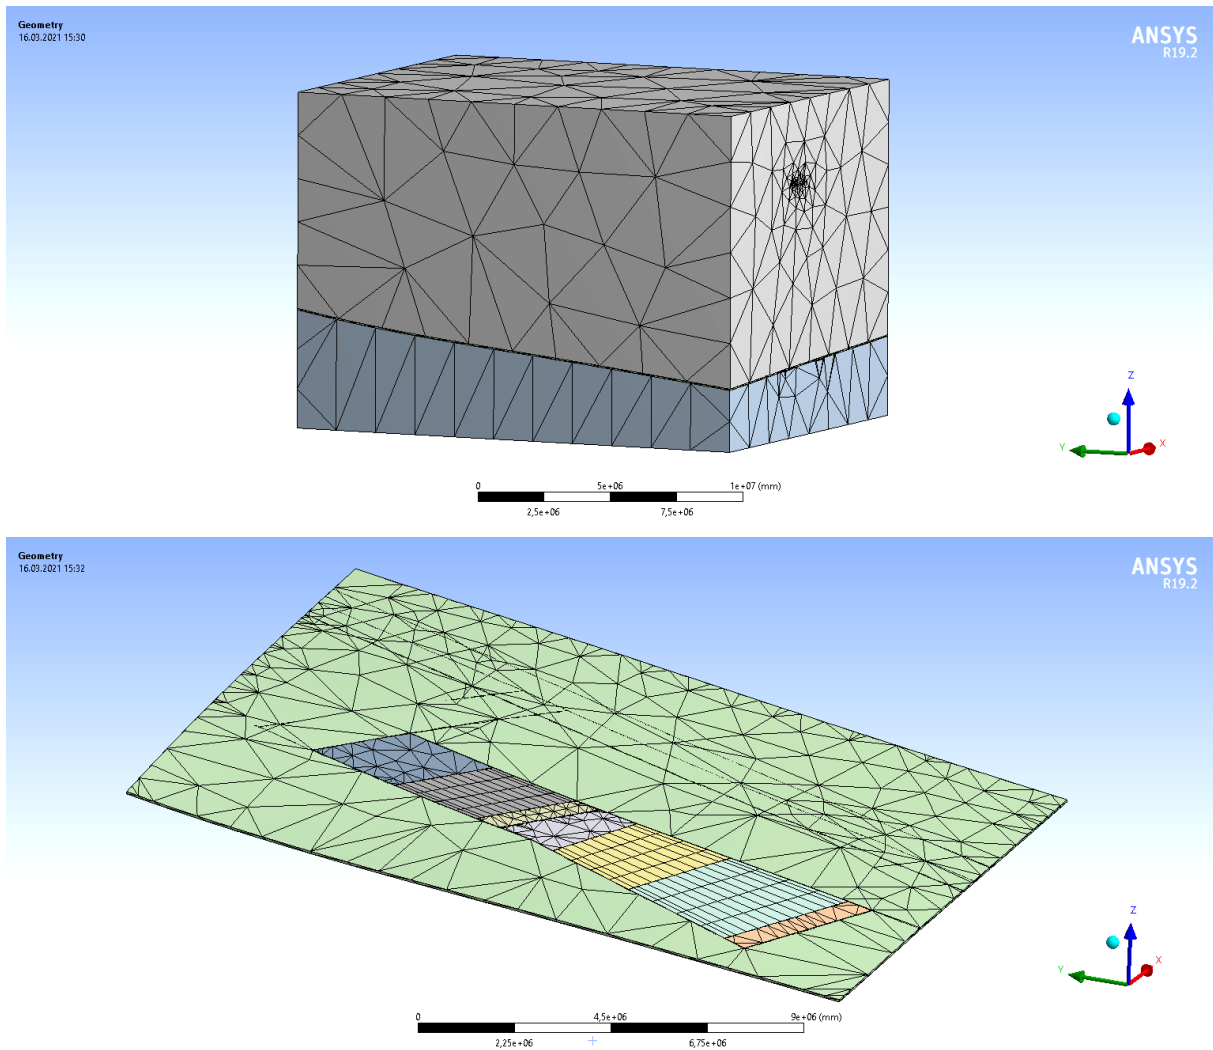 Geometry
16.03.2021 15:30
ANSYS
R19.2
Z
Y
X
0 5e+06 1e+07 (mm)
2,5e+06 7,5e+06
Geometry
16.03.2021 15:32
ANSYS
R19.2
Z
Y
X
0 4,5e+06 9e+06 (mm)
2,25e+06 6,75e+06